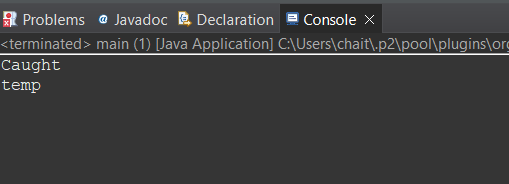 Problems @ Javadoc Declaration Console
<terminated> main (1) [Java Application] C:\Users\chait\.p2\pool\plugins\org
Caught
temp